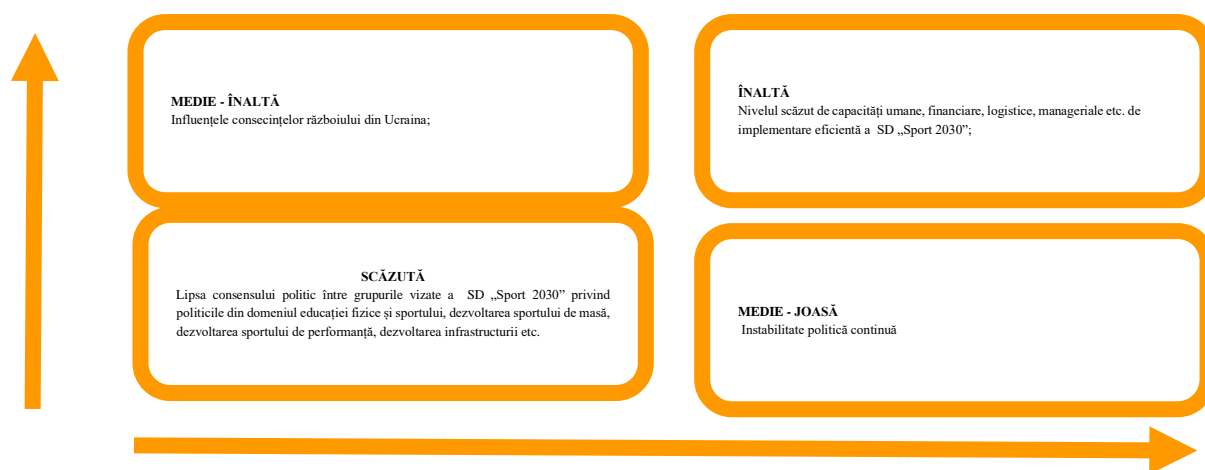 MEDIE - ÎNALTĂ
Influențele consecințelor războiului din Ucraina;
ÎNALTĂ
Nivelul scăzut de capacități umane, financiare, logistice, manageriale etc. de
implementare eficientă a SD „Sport 2030”;
SCĂZUTĂ
Lipsa consensului politic între grupurile vizate a SD „Sport 2030” privind
politicile din domeniul educației fizice și sportului, dezvoltarea sportului de masă,
dezvoltarea sportului de performanță, dezvoltarea infrastructurii etc.
MEDIE - JOASĂ
Instabilitate politică continuă